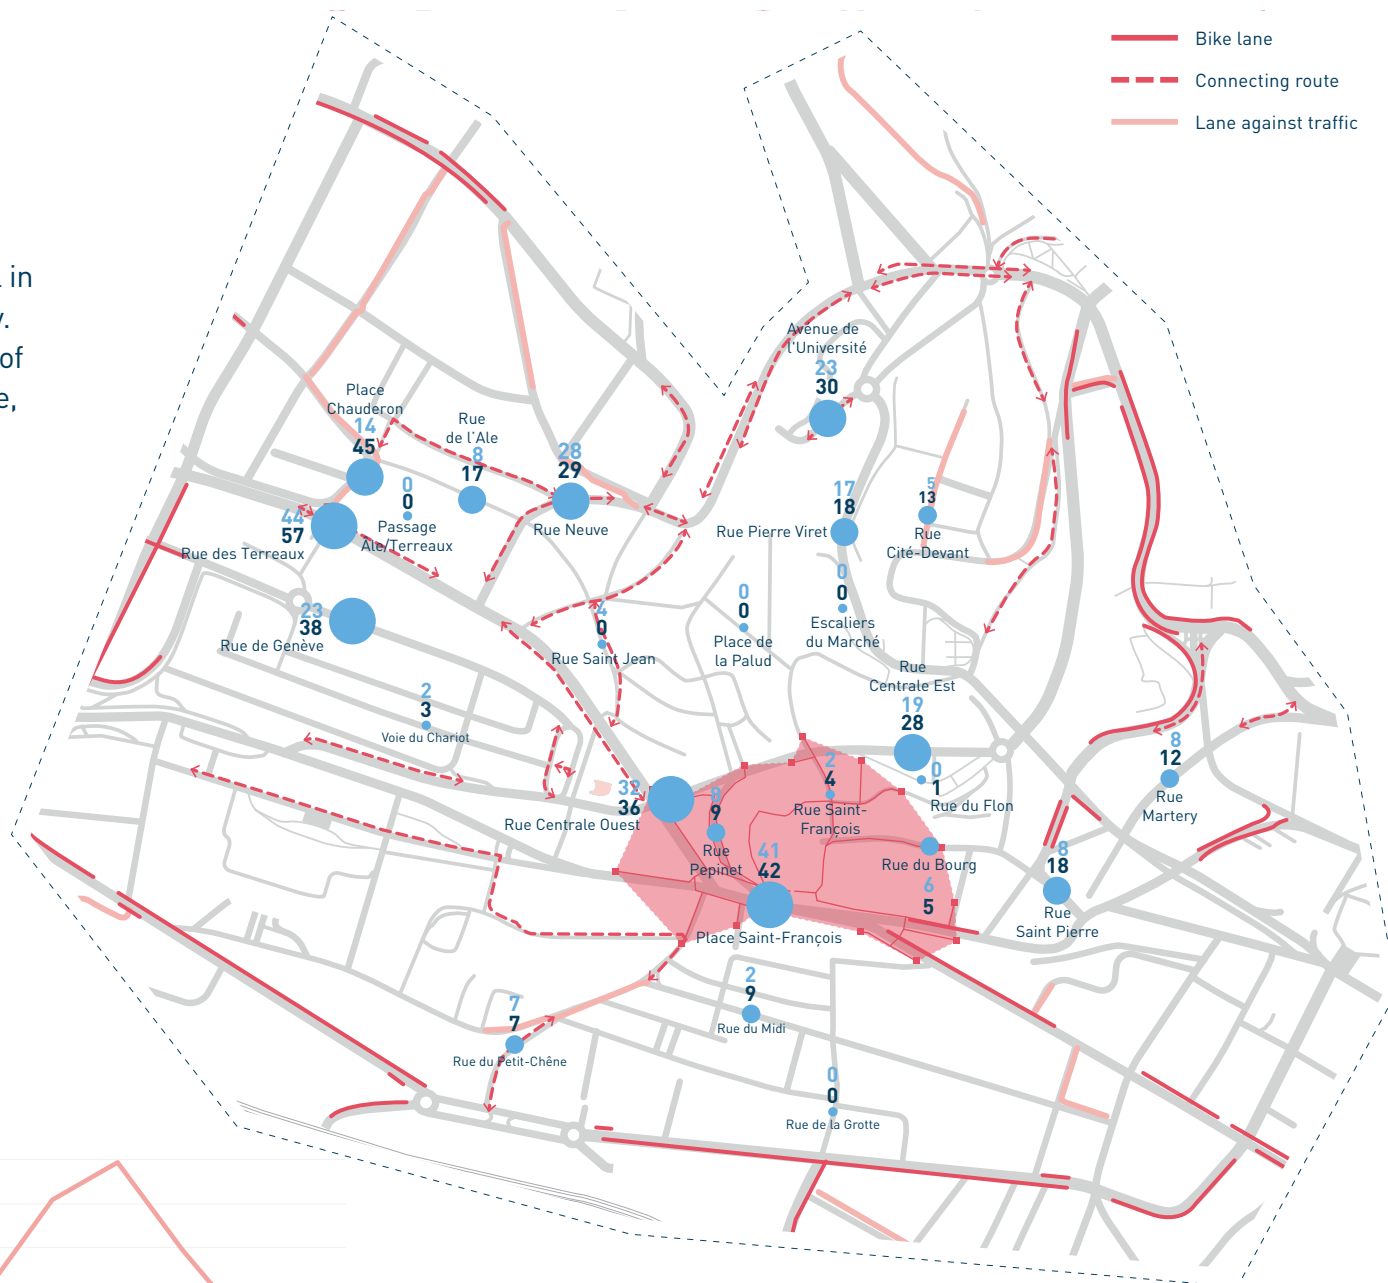 Bike lane
Connecting route
Lane against traffic
in
of
Avenue de
l'Université
23
30
Place
Chauderon
14
45
Rue
de l'Ale
8
17
28
29
Rue Neuve
0
0
Passage
Ale/Terreaux
44
57
Rue des Terreaux
17
18
Rue Pierre Viret
5
13
Rue
Cité-Devant
23
38
Rue de Genève
4
0
Rue Saint Jean
0
0
Place de
la Palud
0
0
Escaliers
du Marché
2
3
Voie du Chariot
Rue
Centrale Est
19
28
0
1
Rue du Flon
8
12
Rue
Martery
32
36
Rue Centrale Ouest
8
9
Rue
Pepinet
2
4
Rue Saint-
François
41
42
Place Saint-François
Rue du Bourg
6
5
8
18
Rue
Saint Pierre
2
9
Rue du Midi
7
7
Rue du Petit-Chêne
0
0
Rue de la Grotte